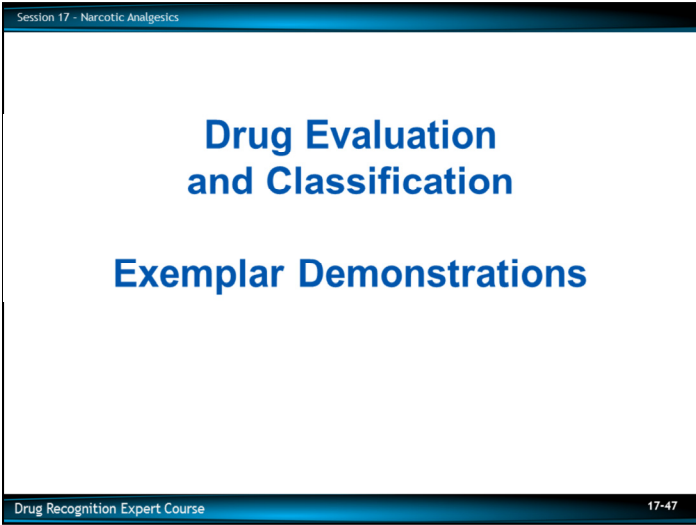 Session 17 - Narcotic Analgesics
Drug Evaluation
and Classification
Exemplar Demonstrations
Drug Recognition Expert Course
17-47